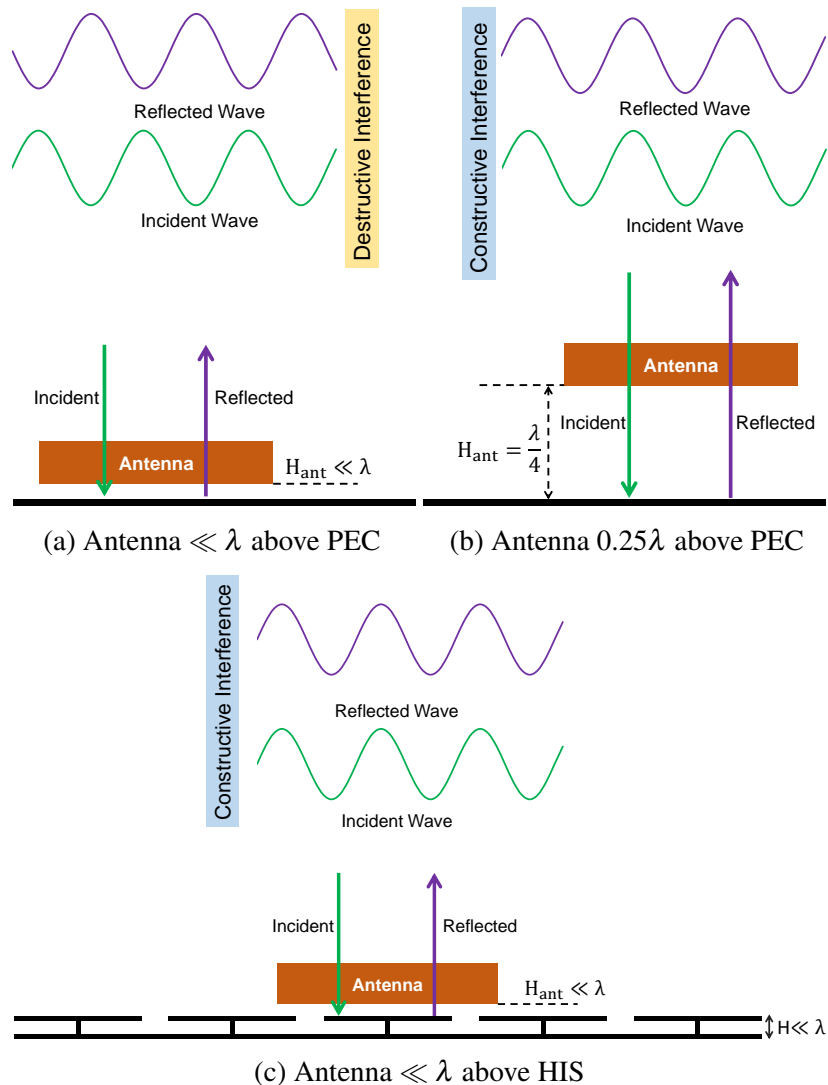 Reflected Wave
Incident Wave
Destructive Interference
Incident
Reflected
Antenna
H_ant ≪ λ
(a) Antenna ≪ λ above PEC
Constructive Interference
Reflected Wave
Incident Wave
Antenna
Incident
Reflected
H_ant = λ/4
(b) Antenna 0.25λ above PEC
Constructive Interference
Reflected Wave
Incident Wave
Incident
Reflected
Antenna
H_ant ≪ λ
H≪ λ
(c) Antenna ≪ λ above HIS